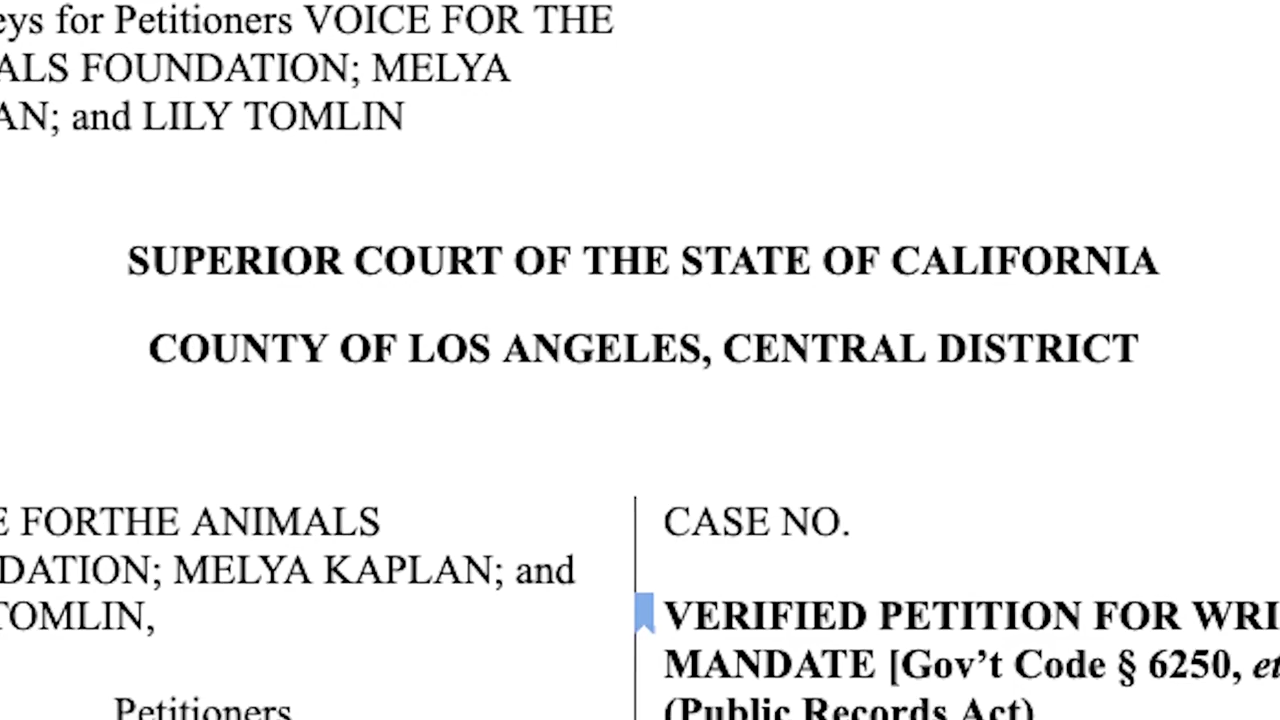 eys for Petitioners VOICE FOR THE
ALS FOUNDATION; MELYA
AN; and LILY TOMLIN
SUPERIOR COURT OF THE STATE OF CALIFORNIA
COUNTY OF LOS ANGELES, CENTRAL DISTRICT
E FORTHE ANIMALS
DATION; MELYA KAPLAN; and
TOMLIN,
Petitioners
CASE NO.
VERIFIED PETITION FOR WRI
MANDATE [Gov’t Code § 6250, et
(Public Records Act)